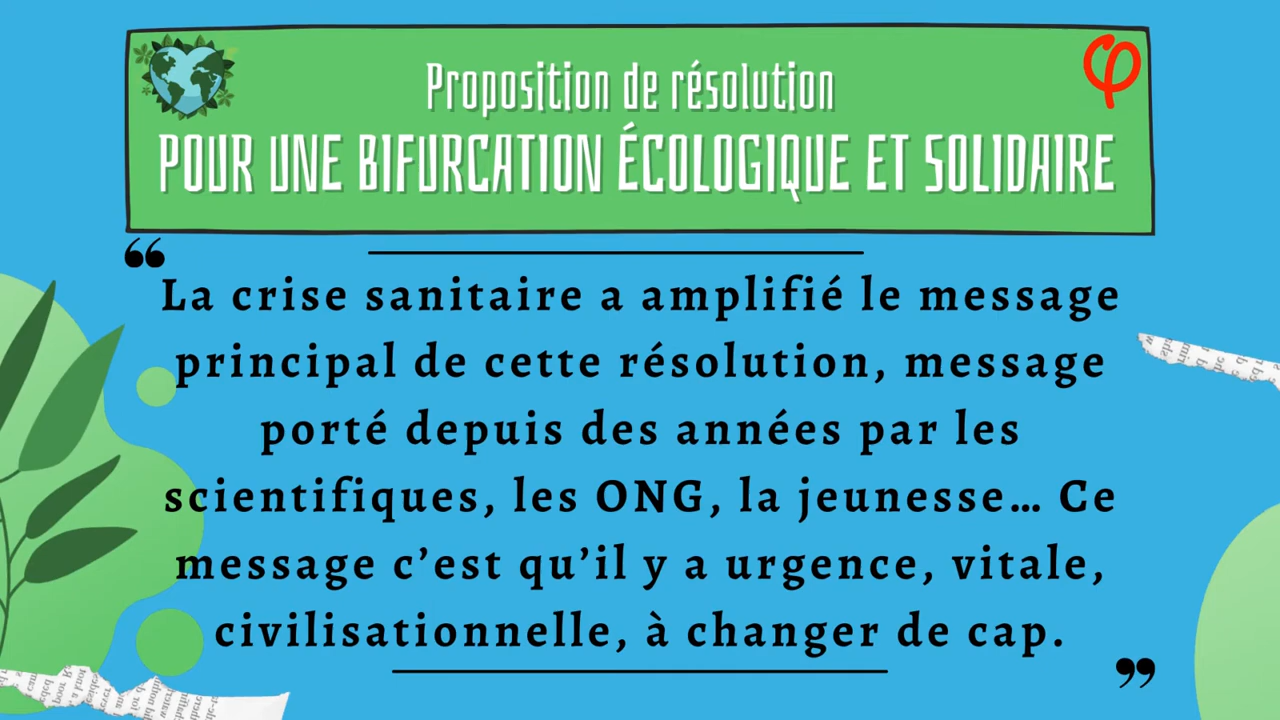 Proposition de résolution
POUR UNE BIFURCATION ÉCOLOGIQUE ET SOLIDAIRE
“
La crise sanitaire a amplifié le message
principal de cette résolution, message
porté depuis des années par les
scientifiques, les ONG, la jeunesse… Ce
message c’est qu’il y a urgence, vitale,
civilisationnelle, à changer de cap.
”